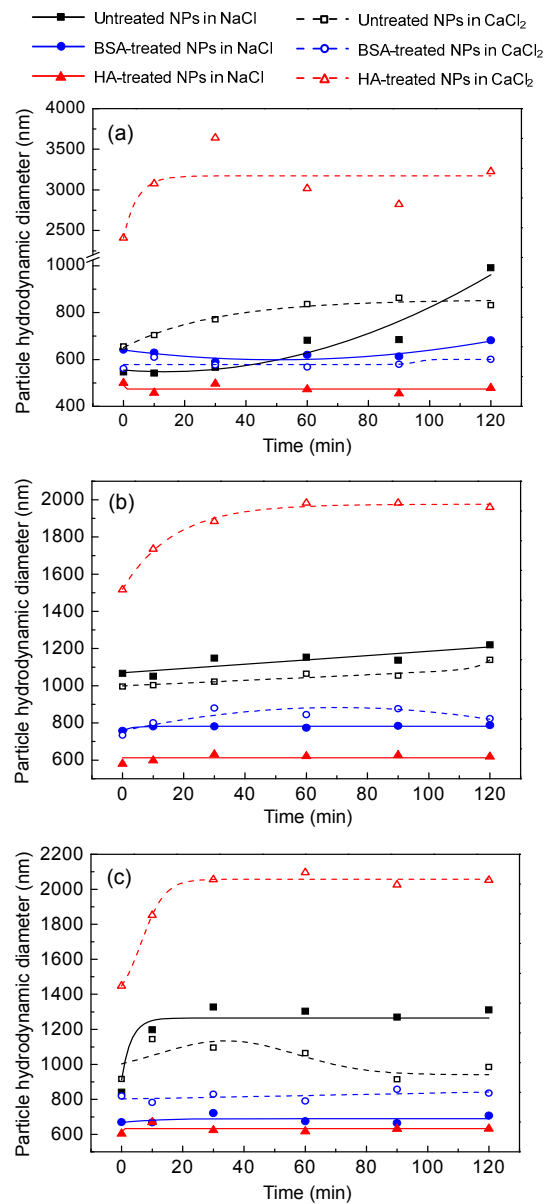 Untreated NPs in NaCl
Untreated NPs in CaCl₂
BSA-treated NPs in NaCl
BSA-treated NPs in CaCl₂
HA-treated NPs in NaCl
HA-treated NPs in CaCl₂
(a)
Particle hydrodynamic diameter (nm)
4000
3500
3000
2500
1000
800
600
400
0 20 40 60 80 100 120
Time (min)
(b)
Particle hydrodynamic diameter (nm)
2000
1800
1600
1400
1200
1000
800
600
0 20 40 60 80 100 120
Time (min)
(c)
Particle hydrodynamic diameter (nm)
2200
2000
1800
1600
1400
1200
1000
800
600
0 20 40 60 80 100 120
Time (min)